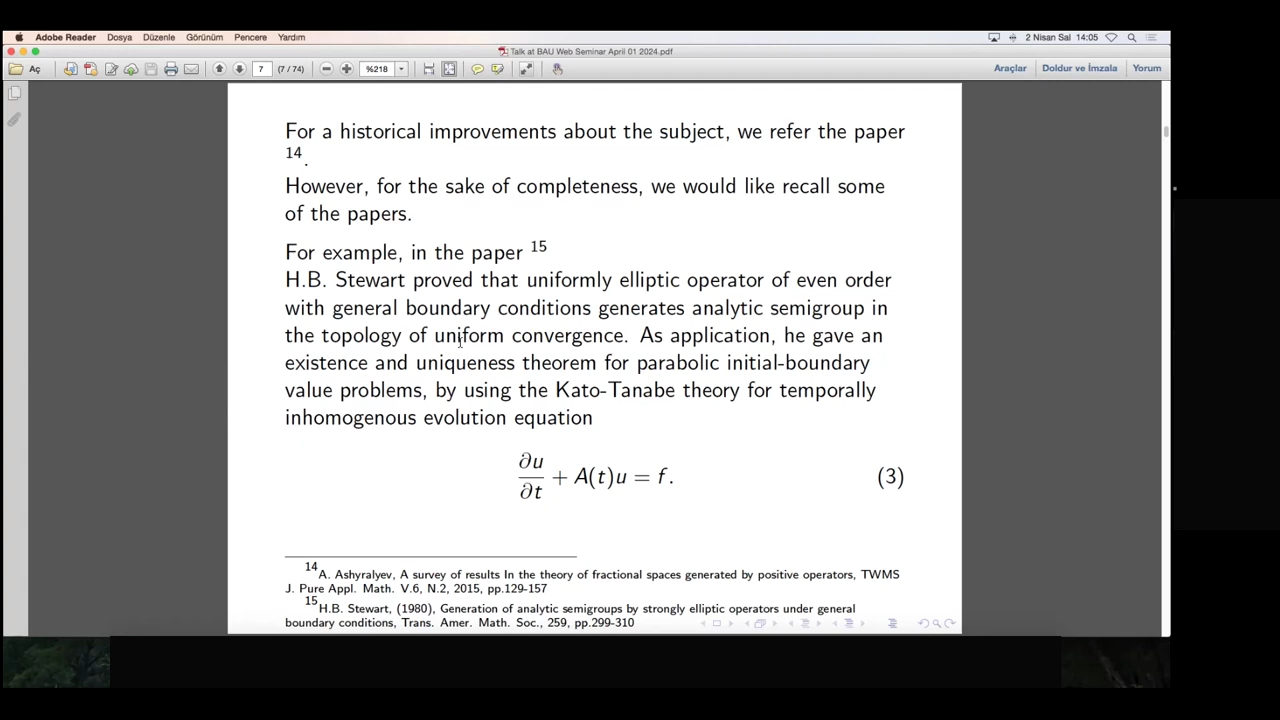 Adobe Reader Dosya Düzenle Görünüm Pencere Yardım 2 Nisan Sal 14:05
Talk at BAU Web Seminar April 01 2024.pdf
Aç 7 (7 / 74) %218 Araçlar Doldur ve İmzala Yorum
For a historical improvements about the subject, we refer the paper
14.
However, for the sake of completeness, we would like recall some
of the papers.
For example, in the paper 15
H.B. Stewart proved that uniformly elliptic operator of even order
with general boundary conditions generates analytic semigroup in
the topology of uniform convergence. As application, he gave an
existence and uniqueness theorem for parabolic initial-boundary
value problems, by using the Kato-Tanabe theory for temporally
inhomogenous evolution equation
∂u/∂t + A(t)u = f. (3)
14 A. Ashyralyev, A survey of results In the theory of fractional spaces generated by positive operators, TWMS
J. Pure Appl. Math. V.6, N.2, 2015, pp.129-157
15 H.B. Stewart, (1980), Generation of analytic semigroups by strongly elliptic operators under general
boundary conditions, Trans. Amer. Math. Soc., 259, pp.299-310